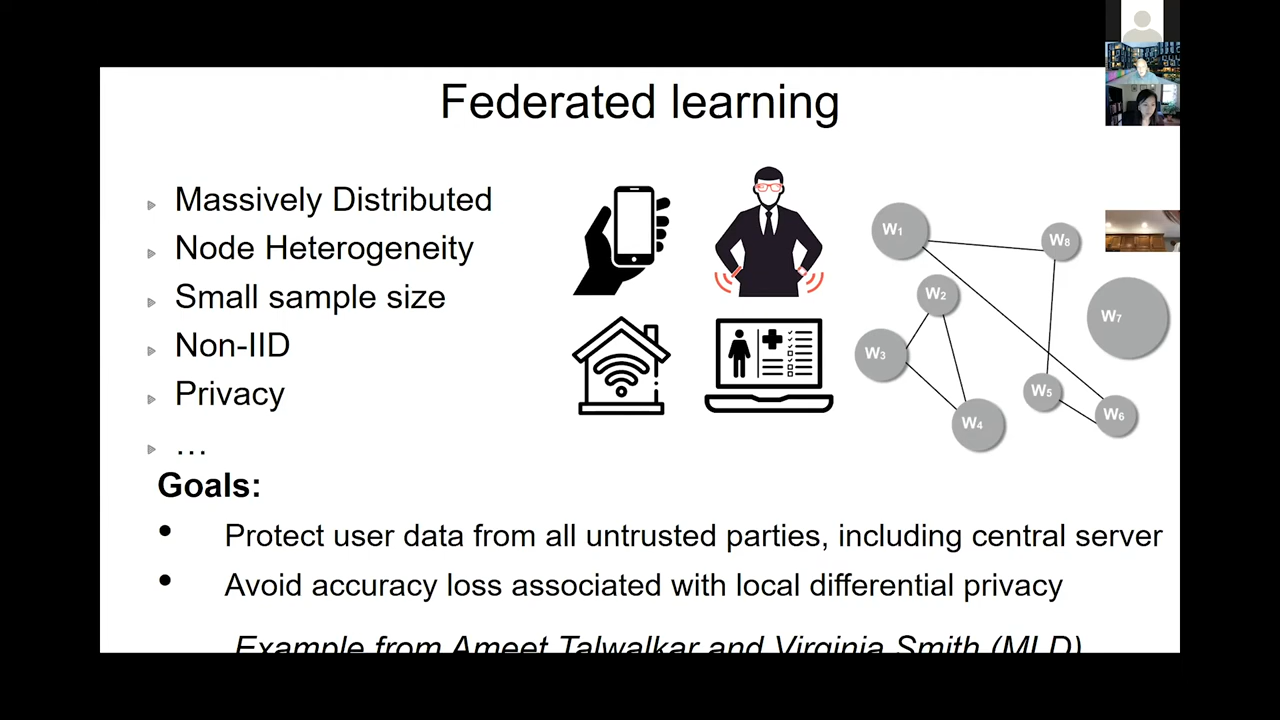 Federated learning
Massively Distributed
Node Heterogeneity
Small sample size
Non-IID
Privacy
…
W1
W8
W2
W7
W3
W5
W6
W4
Goals:
Protect user data from all untrusted parties, including central server
Avoid accuracy loss associated with local differential privacy
Example from Ameet Talwalkar and Virginia Smith (MLD)